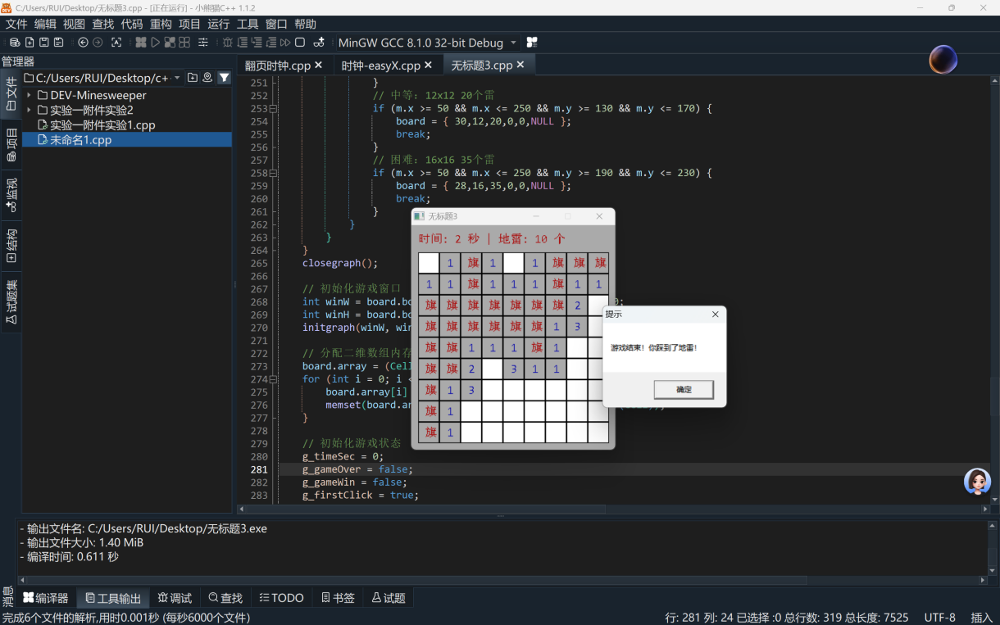 C:/Users/RUI/Desktop/无标题3.cpp - [正在运行] - 小熊猫C++ 1.1.2
文件 编辑 视图 查找 代码 重构 项目 运行 工具 窗口 帮助
MinGW GCC 8.1.0 32-bit Debug
管理器
C:/Users/RUI/Desktop/c+
文件
项目
监视
结构
试题集
DEV-Minesweeper
实验一附件实验2
实验一附件实验1.cpp
未命名1.cpp
翻页时钟.cpp
时钟-easyX.cpp
无标题3.cpp
251 }
252 // 中等: 12x12 20个雷
253 if (m.x >= 50 && m.x <= 250 && m.y >= 130 && m.y <= 170) {
254 board = { 30,12,20,0,0,NULL };
255 break;
256 }
257 // 困难: 16x16 35个雷
258 if (m.x >= 50 && m.x <= 250 && m.y >= 190 && m.y <= 230) {
259 board = { 28,16,35,0,0,NULL };
260 break;
261 }
262 }
263 }
264 }
265 closegraph();
266
267 // 初始化游戏窗口
268 int winW = board.bo
269 int winH = board.bo
270 initgraph(winW, wir
271
272 // 分配二维数组内存
273 board.array = (Cell
274 for (int i = 0; i <
275 board.array[i]
276 memset(board.ar
277 }
278
279 // 初始化游戏状态
280 g_timeSec = 0;
281 g_gameOver = false;
282 g_gameWin = false;
283 g_firstClick = true;
无标题3
时间: 2 秒 | 地雷: 10 个
1 旗 1 1 旗 旗 旗
1 1 旗 1 1 1 旗 1 1
旗 旗 旗 旗 旗 旗 旗 2
旗 旗 旗 旗 旗 旗 1 3
旗 旗 1 1 1 旗 1
旗 旗 2 3 1 1
旗 1 3
旗 1
旗 1
提示
游戏结束! 你踩到了地雷!
确定
- 输出文件名: C:/Users/RUI/Desktop/无标题3.exe
- 输出文件大小: 1.40 MiB
- 编译时间: 0.611 秒
消息
编译器 工具输出 调试 查找 TODO 书签 试题
完成6个文件的解析,用时0.001秒 (每秒6000个文件)
行: 281 列: 24 已选择 :0 总行数: 319 总长度: 7525 UTF-8 插入